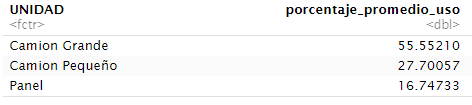 UNIDAD porcentaje_promedio_uso
<fctr> <dbl>
Camion Grande 55.55210
Camion Pequeño 27.70057
Panel 16.74733